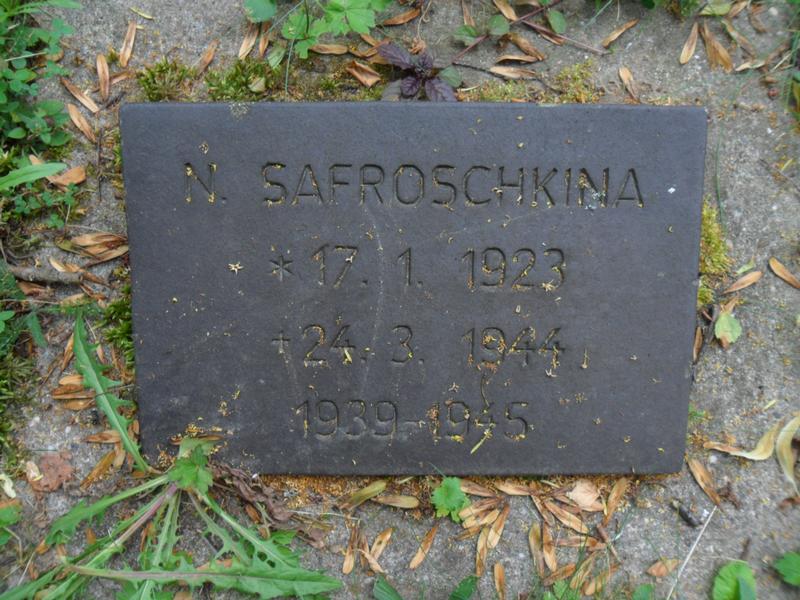 N. SAFROSCHKINA
* 17. 1. 1923
+ 24. 3. 1944
1939-1945